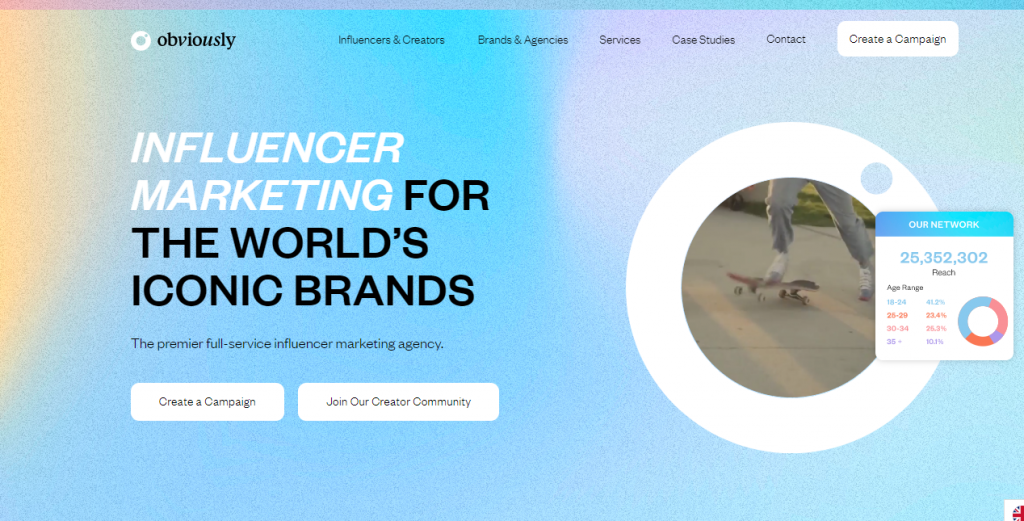 obviously
Influencers & Creators
Brands & Agencies
Services
Case Studies
Contact
Create a Campaign
INFLUENCER
MARKETING FOR
THE WORLD'S
ICONIC BRANDS
The premier full-service influencer marketing agency.
Create a Campaign
Join Our Creator Community
OUR NETWORK
25,352,302
Reach
Age Range
18-24 41.2%
25-29 23.4%
30-34 25.3%
35 + 10.1%